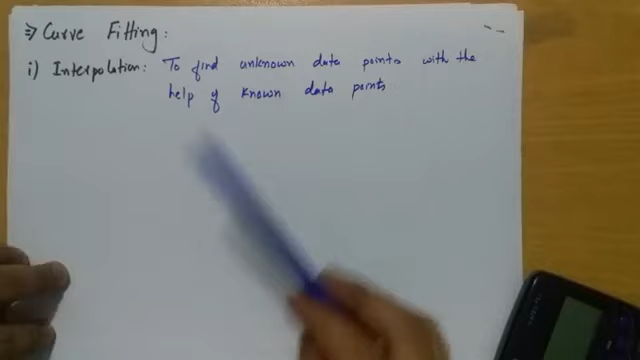 ⇒ Curve Fitting:
i) Interpolation: To find unknown data points with the
help of known data points